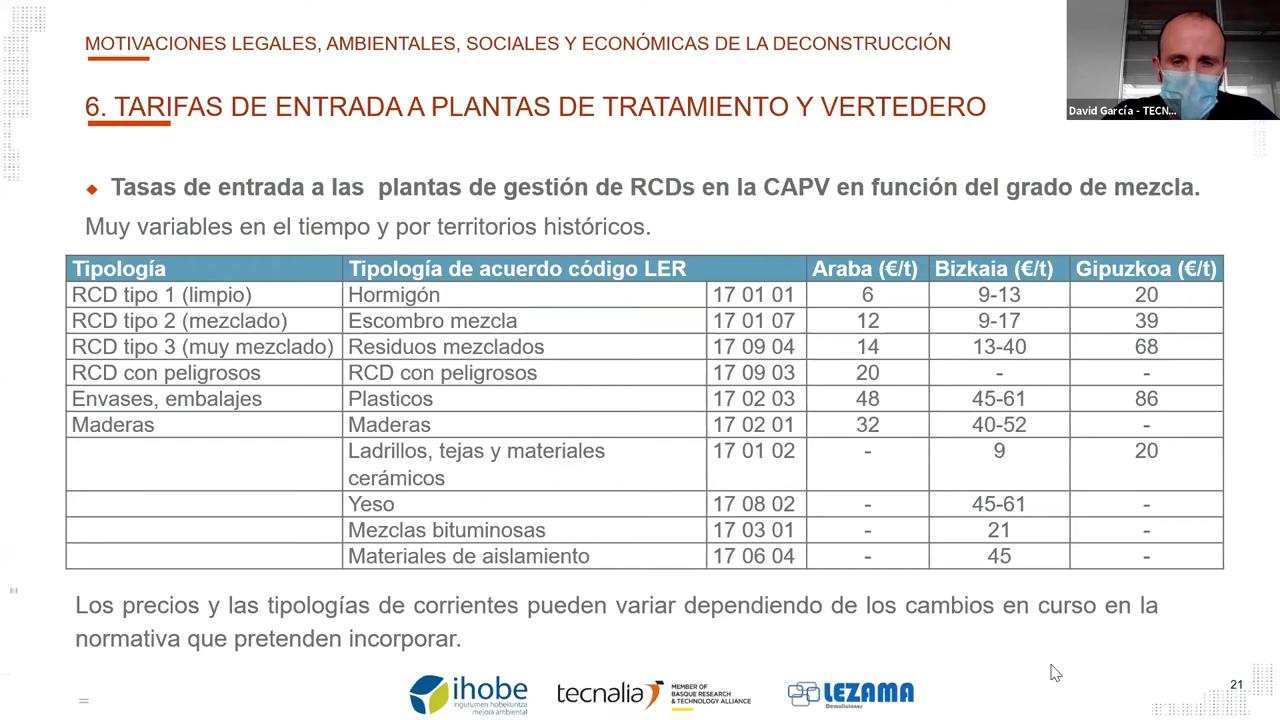 MOTIVACIONES LEGALES, AMBIENTALES, SOCIALES Y ECONÓMICAS DE LA DECONSTRUCCIÓN
David García - TECN...
6. TARIFAS DE ENTRADA A PLANTAS DE TRATAMIENTO Y VERTEDERO
Tasas de entrada a las plantas de gestión de RCDs en la CAPV en función del grado de mezcla.
Muy variables en el tiempo y por territorios históricos.
Tipología Tipología de acuerdo código LER Araba (€/t) Bizkaia (€/t) Gipuzkoa (€/t)
RCD tipo 1 (limpio) Hormigón 17 01 01 6 9-13 20
RCD tipo 2 (mezclado) Escombro mezcla 17 01 07 12 9-17 39
RCD tipo 3 (muy mezclado) Residuos mezclados 17 09 04 14 13-40 68
RCD con peligrosos RCD con peligrosos 17 09 03 20 - -
Envases, embalajes Plasticos 17 02 03 48 45-61 86
Maderas Maderas 17 02 01 32 40-52 -
Ladrillos, tejas y materiales 17 01 02 - 9 20
cerámicos
Yeso 17 08 02 - 45-61 -
Mezclas bituminosas 17 03 01 - 21 -
Materiales de aislamiento 17 06 04 - 45 -
Los precios y las tipologías de corrientes pueden variar dependiendo de los cambios en curso en la
normativa que pretenden incorporar.
ihobe
ingurumen hobekuntza
mejora ambiental
tecnalia
MEMBER OF
BASQUE RESEARCH
& TECHNOLOGY ALLIANCE
LEZAMA
Demoliciones
21